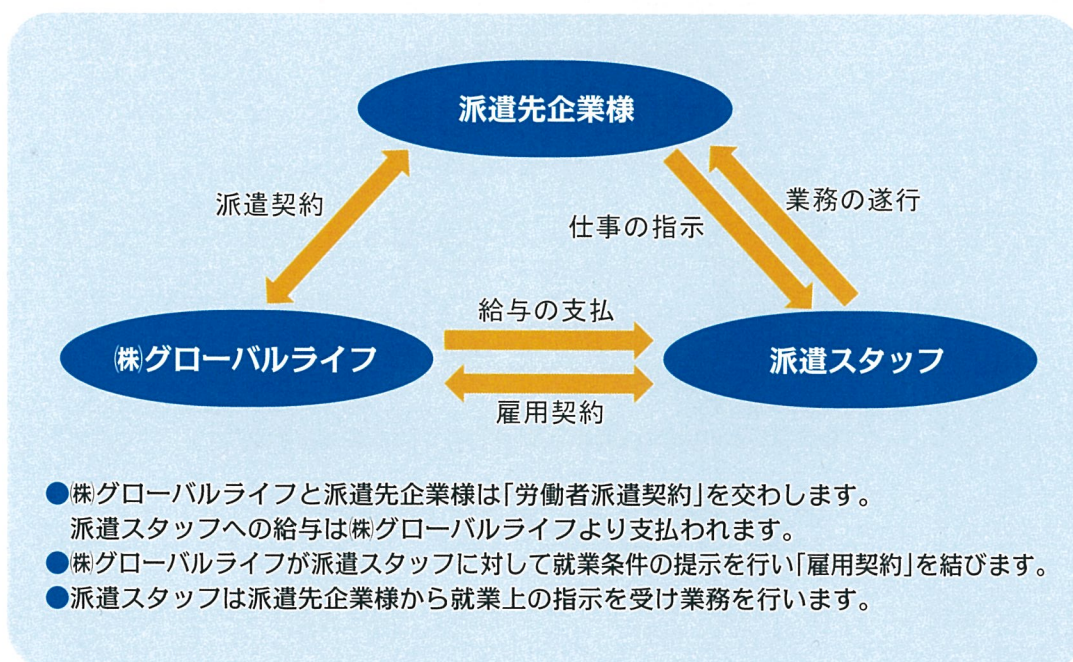 派遣先企業様
派遣契約
業務の遂行
仕事の指示
給与の支払
㈱グローバルライフ
派遣スタッフ
雇用契約
●㈱グローバルライフと派遣先企業様は「労働者派遣契約」を交わします。
派遣スタッフへの給与は㈱グローバルライフより支払われます。
●㈱グローバルライフが派遣スタッフに対して就業条件の提示を行い「雇用契約」を結びます。
●派遣スタッフは派遣先企業様から就業上の指示を受け業務を行います。